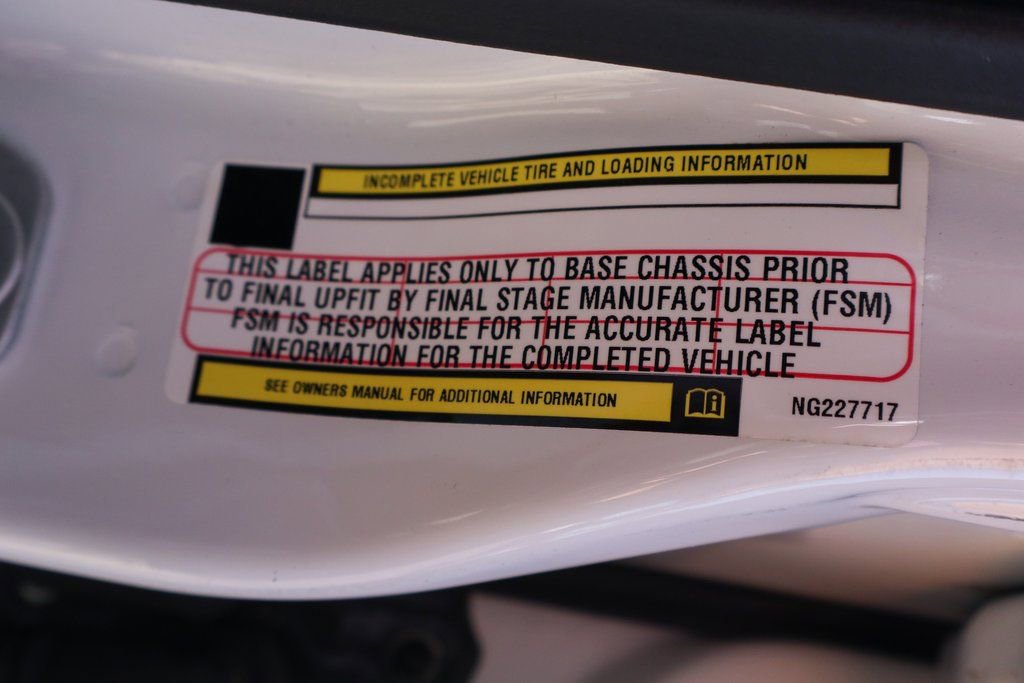 INCOMPLETE VEHICLE TIRE AND LOADING INFORMATION
THIS LABEL APPLIES ONLY TO BASE CHASSIS PRIOR
TO FINAL UPFIT BY FINAL STAGE MANUFACTURER (FSM)
FSM IS RESPONSIBLE FOR THE ACCURATE LABEL
INFORMATION FOR THE COMPLETED VEHICLE
SEE OWNERS MANUAL FOR ADDITIONAL INFORMATION
NG227717